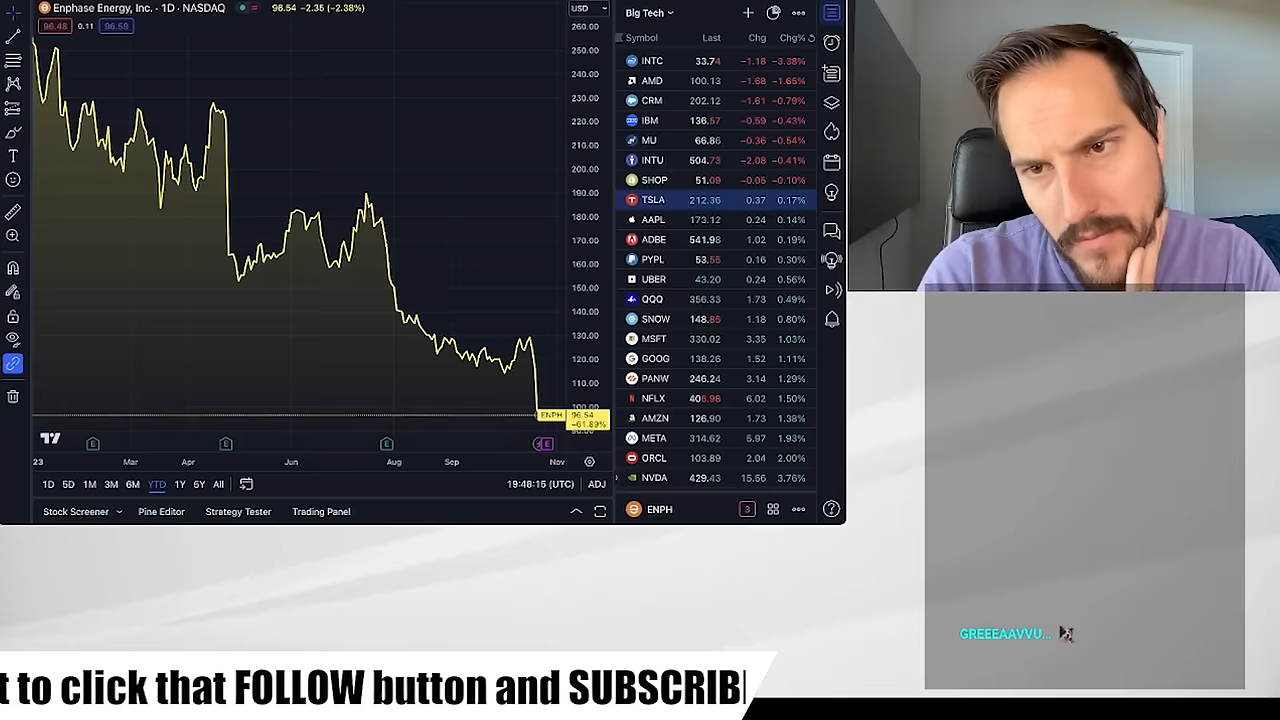 Enphase Energy, Inc. · 1D · NASDAQ 96.54 −2.35 (−2.38%)
96.48 0.11 96.59
USD
260.00
250.00
240.00
230.00
220.00
210.00
200.00
190.00
180.00
170.00
160.00
150.00
140.00
130.00
120.00
110.00
100.00
ENPH 96.54
−61.89%
90.00
E E E E
23 Mar Apr Jun Aug Sep Nov
1D 5D 1M 3M 6M YTD 1Y 5Y All 19:48:15 (UTC) ADJ
Stock Screener Pine Editor Strategy Tester Trading Panel
Big Tech
Symbol Last Chg Chg%
INTC 33.74 −1.18 −3.38%
AMD 100.13 −1.68 −1.65%
CRM 202.12 −1.61 −0.79%
IBM 136.57 −0.59 −0.43%
MU 66.86 −0.36 −0.54%
INTU 504.73 −2.08 −0.41%
SHOP 51.09 −0.05 −0.10%
TSLA 212.36 0.37 0.17%
AAPL 173.12 0.24 0.14%
ADBE 541.98 1.02 0.19%
PYPL 53.55 0.16 0.30%
UBER 43.20 0.24 0.56%
QQQ 356.33 1.73 0.49%
SNOW 148.85 1.18 0.80%
MSFT 330.02 3.35 1.03%
GOOG 138.26 1.52 1.11%
PANW 246.24 3.14 1.29%
NFLX 406.98 6.02 1.50%
AMZN 126.90 1.73 1.38%
META 314.62 5.97 1.93%
ORCL 103.89 2.04 2.00%
NVDA 429.43 15.56 3.76%
ENPH 3
GREEEAAVVU...
t to click that FOLLOW button and SUBSCRIB